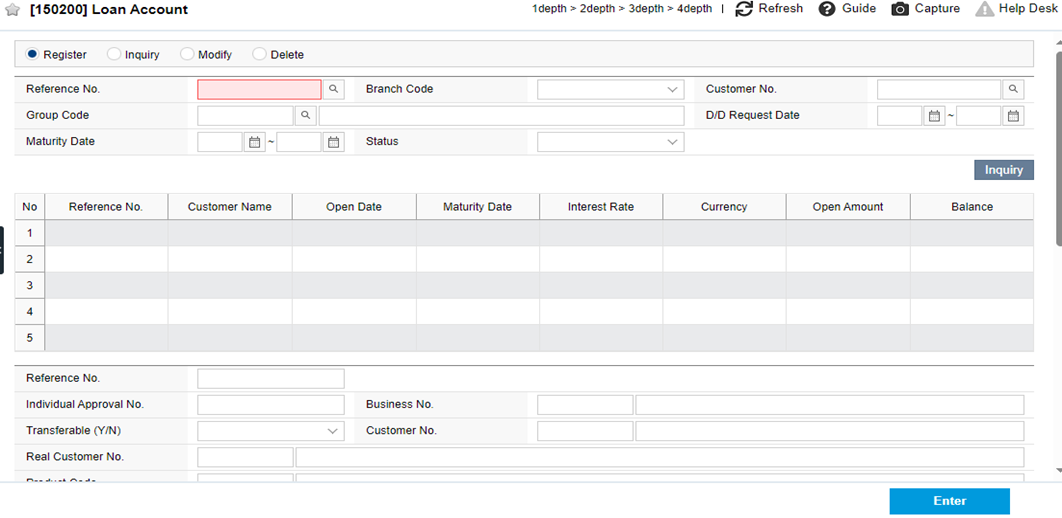 [150200] Loan Account
1depth > 2depth > 3depth > 4depth | Refresh Guide Capture Help Desk
Register Inquiry Modify Delete
Reference No. Branch Code Customer No.
Group Code D/D Request Date ~
Maturity Date ~ Status
Inquiry
No Reference No. Customer Name Open Date Maturity Date Interest Rate Currency Open Amount Balance
1
2
3
4
5
Reference No.
Individual Approval No. Business No.
Transferable (Y/N) Customer No.
Real Customer No.
Product Code
Enter